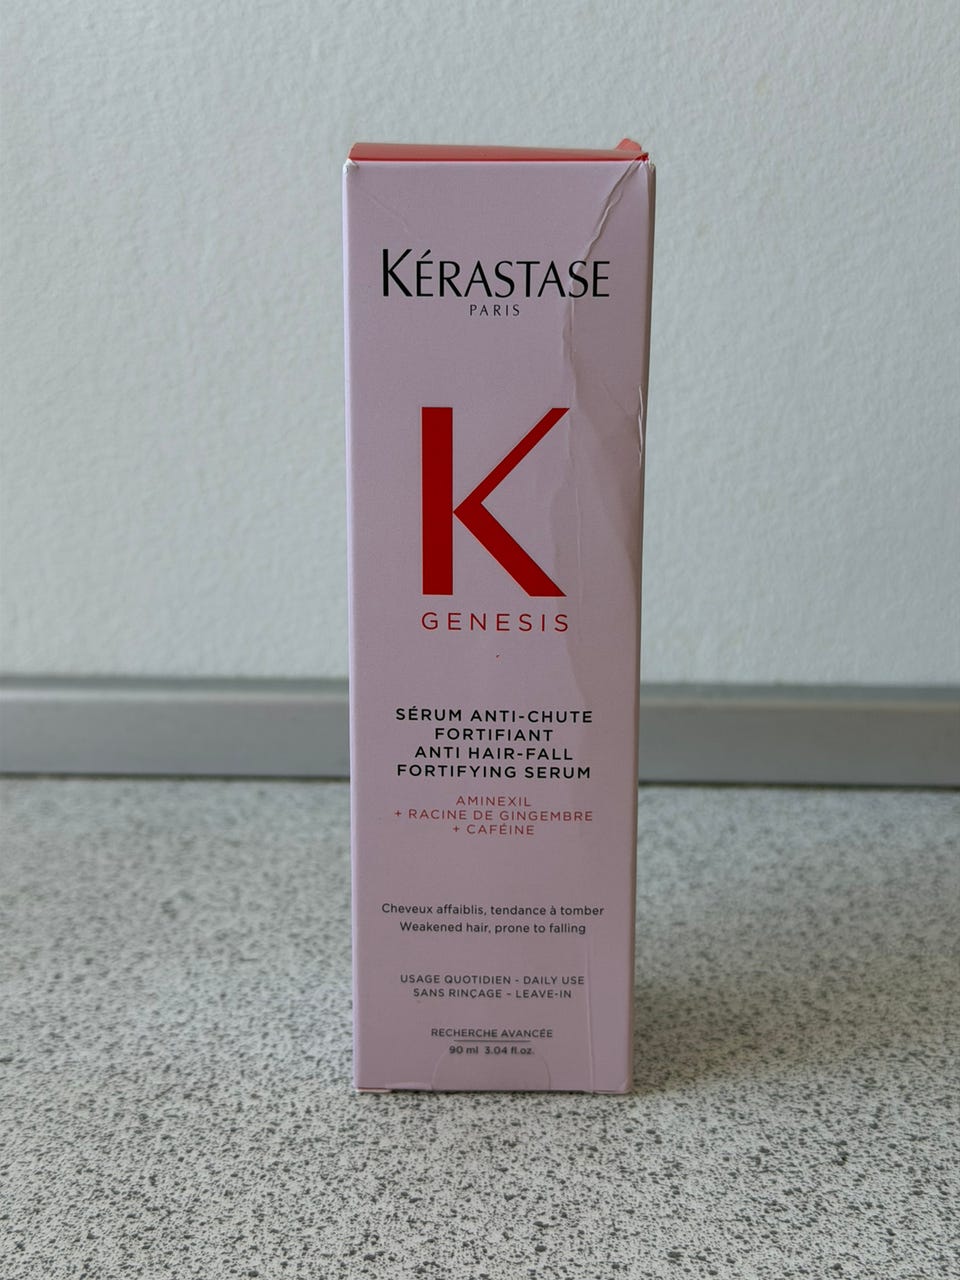 KÉRASTASE
PARIS
K
GENESIS
SÉRUM ANTI-CHUTE
FORTIFIANT
ANTI HAIR-FALL
FORTIFYING SERUM
AMINEXIL
+ RACINE DE GINGEMBRE
+ CAFÉINE
Cheveux affaiblis, tendance à tomber
Weakened hair, prone to falling
USAGE QUOTIDIEN - DAILY USE
SANS RINÇAGE - LEAVE-IN
RECHERCHE AVANCÉE
90 ml 3.04 fl.oz.